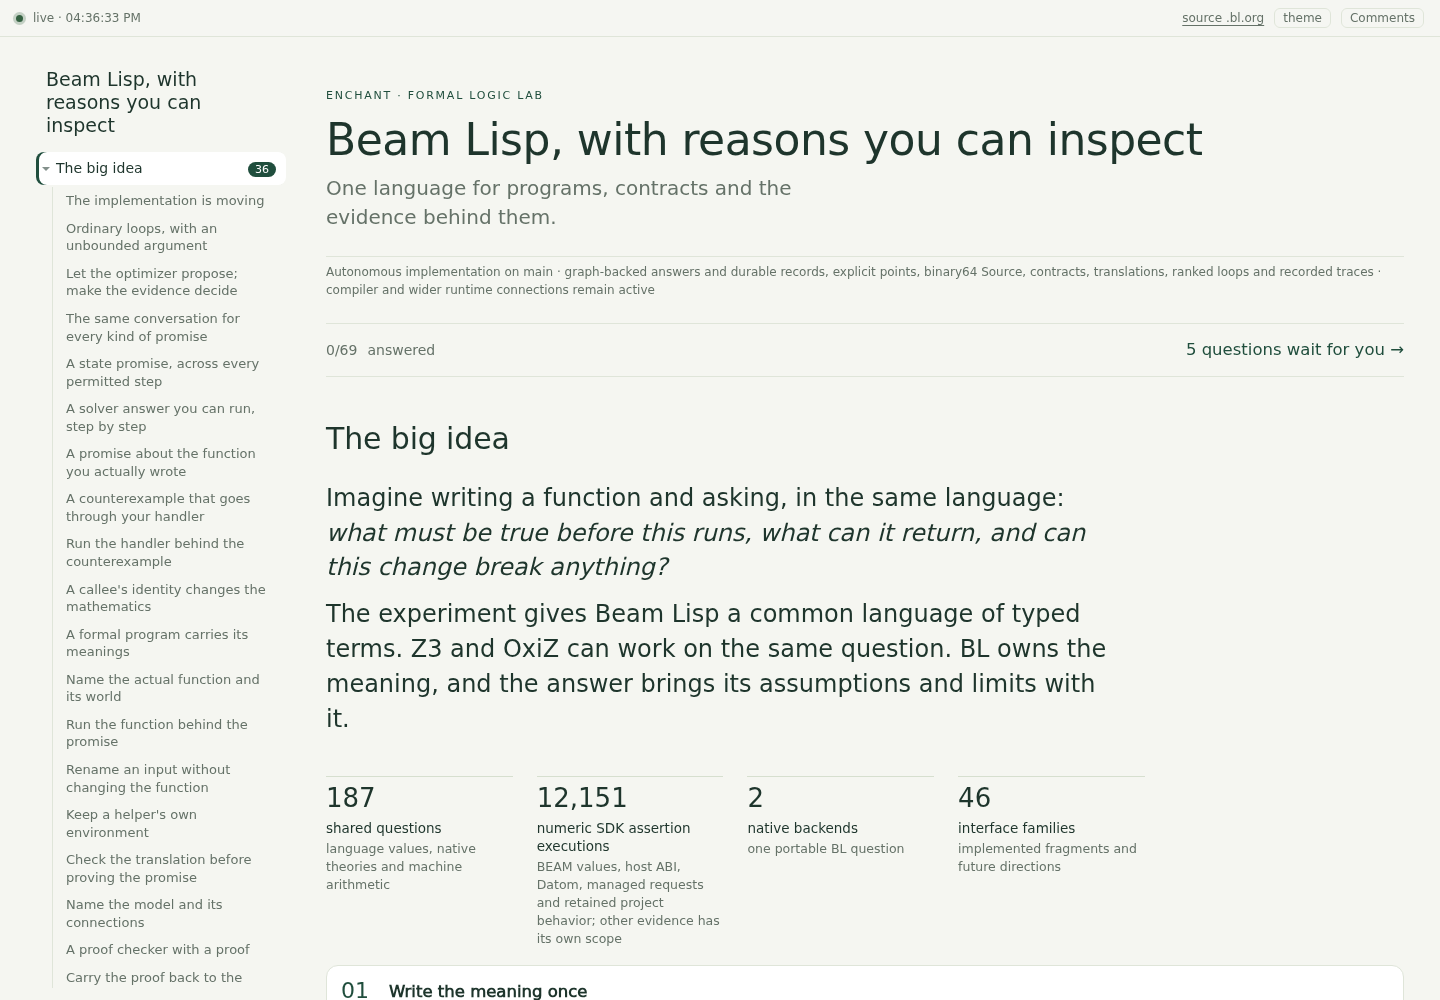 live · 04:36:33 PM
source .bl.org
theme
Comments
Beam Lisp, with
reasons you can
inspect
The big idea
36
The implementation is moving
Ordinary loops, with an
unbounded argument
Let the optimizer propose;
make the evidence decide
The same conversation for
every kind of promise
A state promise, across every
permitted step
A solver answer you can run,
step by step
A promise about the function
you actually wrote
A counterexample that goes
through your handler
Run the handler behind the
counterexample
A callee's identity changes the
mathematics
A formal program carries its
meanings
Name the actual function and
its world
Run the function behind the
promise
Rename an input without
changing the function
Keep a helper's own
environment
Check the translation before
proving the promise
Name the model and its
connections
A proof checker with a proof
Carry the proof back to the
ENCHANT · FORMAL LOGIC LAB
Beam Lisp, with reasons you can inspect
One language for programs, contracts and the
evidence behind them.
Autonomous implementation on main · graph-backed answers and durable records, explicit points, binary64 Source, contracts, translations, ranked loops and recorded traces ·
compiler and wider runtime connections remain active
0/69 answered
5 questions wait for you →
The big idea
Imagine writing a function and asking, in the same language:
what must be true before this runs, what can it return, and can
this change break anything?
The experiment gives Beam Lisp a common language of typed
terms. Z3 and OxiZ can work on the same question. BL owns the
meaning, and the answer brings its assumptions and limits with
it.
187
shared questions
language values, native
theories and machine
arithmetic
12,151
numeric SDK assertion
executions
BEAM values, host ABI,
Datom, managed requests
and retained project
behavior; other evidence has
its own scope
2
native backends
one portable BL question
46
interface families
implemented fragments and
future directions
01 Write the meaning once